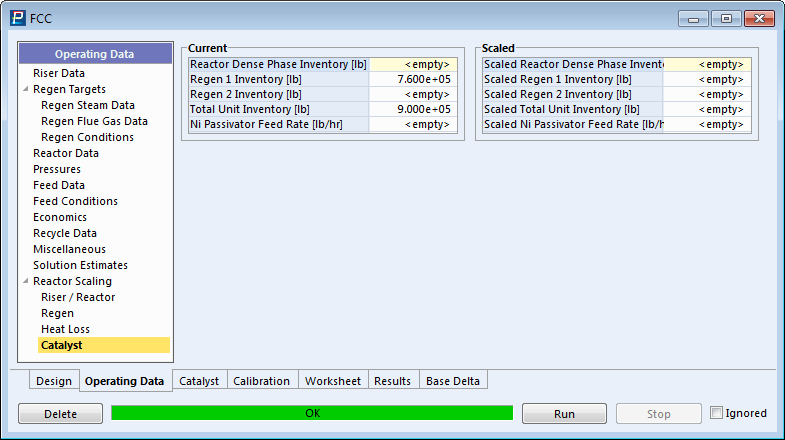 FCC
Operating Data
Riser Data
Regen Targets
Regen Steam Data
Regen Flue Gas Data
Regen Conditions
Reactor Data
Pressures
Feed Data
Feed Conditions
Economics
Recycle Data
Miscellaneous
Solution Estimates
Reactor Scaling
Riser / Reactor
Regen
Heat Loss
Catalyst
Current
Reactor Dense Phase Inventory [lb] <empty>
Regen 1 Inventory [lb] 7.600e+05
Regen 2 Inventory [lb] <empty>
Total Unit Inventory [lb] 9.000e+05
Ni Passivator Feed Rate [lb/hr] <empty>
Scaled
Scaled Reactor Dense Phase Invento <empty>
Scaled Regen 1 Inventory [lb] <empty>
Scaled Regen 2 Inventory [lb] <empty>
Scaled Total Unit Inventory [lb] <empty>
Scaled Ni Passivator Feed Rate [lb/h <empty>
Design Operating Data Catalyst Calibration Worksheet Results Base Delta
Delete OK Run Stop Ignored